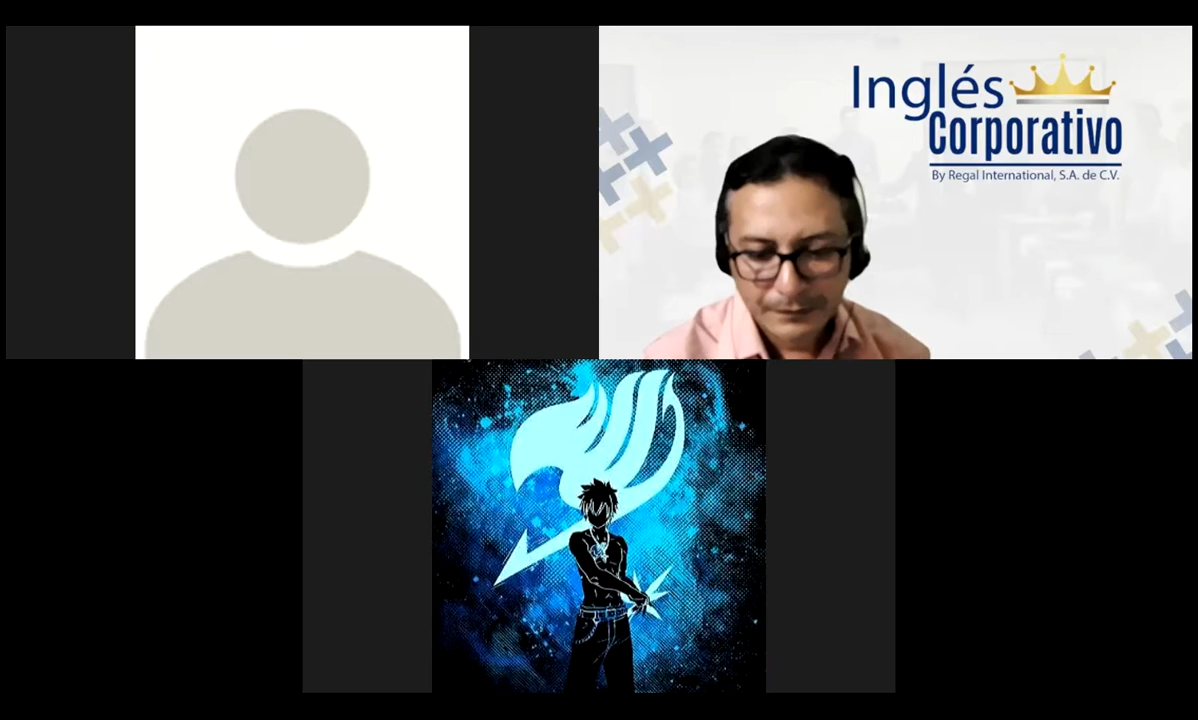 Inglés
Corporativo
By Regal International, S.A. de C.V.